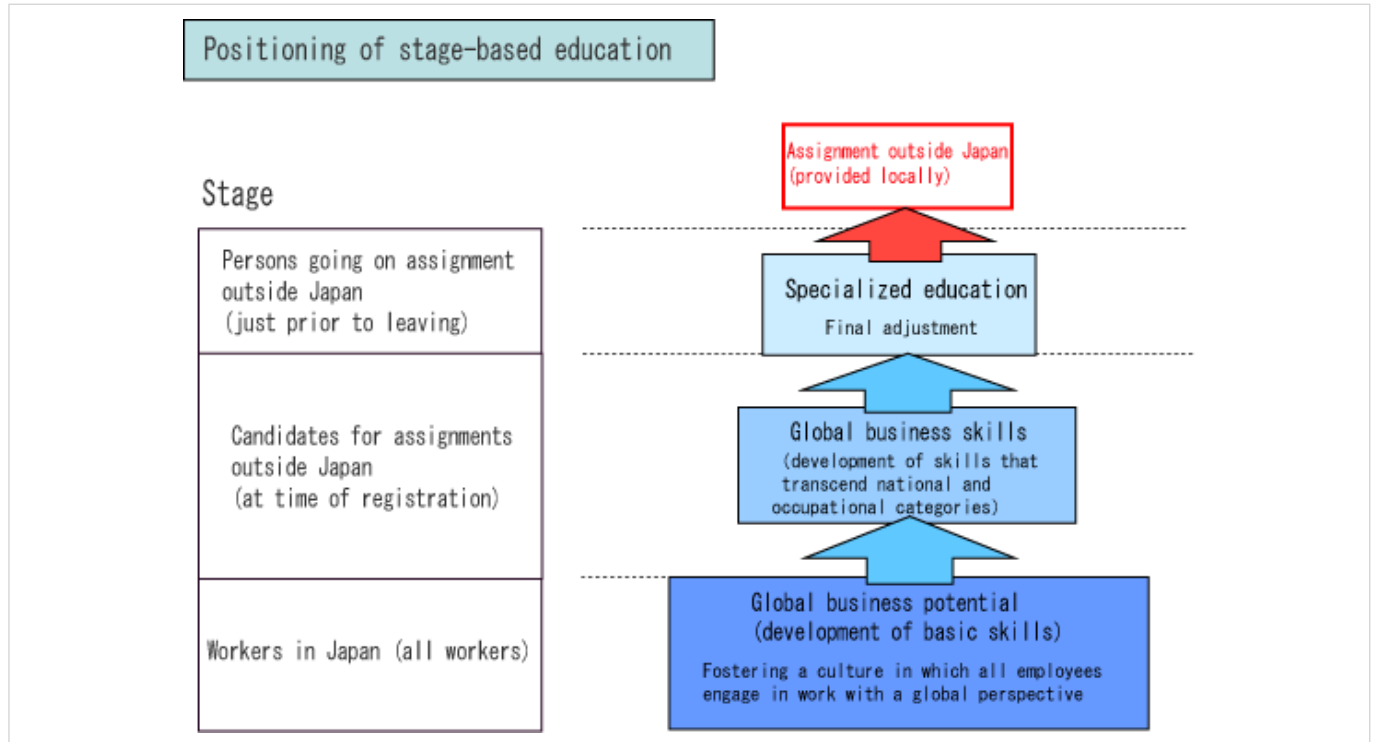 Positioning of stage-based education
Assignment outside Japan
(provided locally)
Stage
Persons going on assignment
outside Japan
(just prior to leaving)
Specialized education
Final adjustment
Candidates for assignments
outside Japan
(at time of registration)
Global business skills
(development of skills that
transcend national and
occupational categories)
Workers in Japan (all workers)
Global business potential
(development of basic skills)
Fostering a culture in which all employees
engage in work with a global perspective